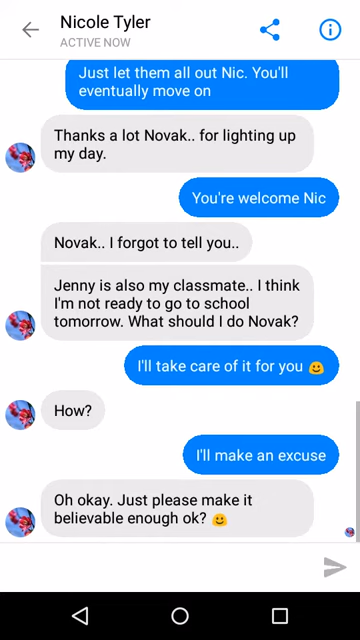 Nicole Tyler
ACTIVE NOW
Just let them all out Nic. You'll
eventually move on
Thanks a lot Novak.. for lighting up
my day.
You're welcome Nic
Novak.. I forgot to tell you..
Jenny is also my classmate.. I think
I'm not ready to go to school
tomorrow. What should I do Novak?
I'll take care of it for you 🙂
How?
I'll make an excuse
Oh okay. Just please make it
believable enough ok? 🙂